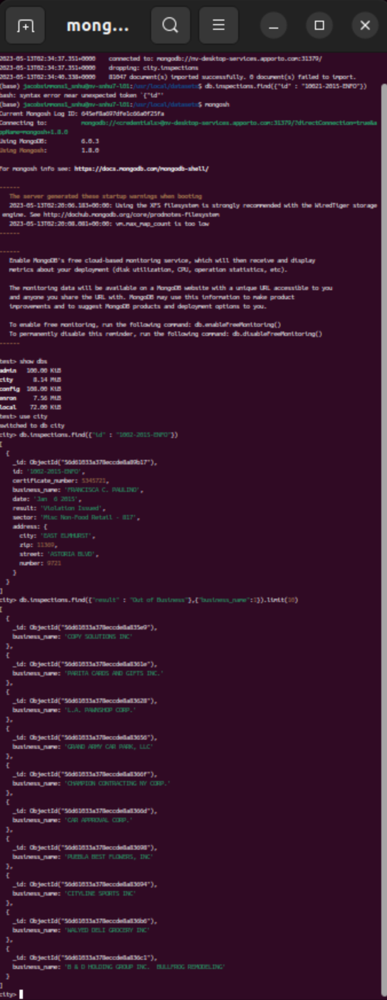 mong...
2023-05-13T02:34:37.351+0000 connected to: mongodb://nv-desktop-services.apporto.com:31379/
2023-05-13T02:34:37.351+0000 dropping: city.inspections
2023-05-13T02:34:40.338+0000 81047 document(s) imported successfully. 0 document(s) failed to import.
(base) jacobsimmons1_snhu@nv-snhu7-l01:/usr/local/datasets$ db.inspections.find({"id" : "10021-2015-ENFO"})
bash: syntax error near unexpected token `{"id"'
(base) jacobsimmons1_snhu@nv-snhu7-l01:/usr/local/datasets$ mongosh
Current Mongosh Log ID:
Connecting to: mongodb://<credentials>@nv-desktop-services.apporto.com:31379/?directConnection=true&a
ppName=mongosh+1.8.0
Using MongoDB: 6.0.3
Using Mongosh: 1.8.0
For mongosh info see: https://docs.mongodb.com/mongodb-shell/
------
The server generated these startup warnings when booting
2023-05-13T02:20:06.183+00:00: Using the XFS filesystem is strongly recommended with the WiredTiger storage
engine. See http://dochub.mongodb.org/core/prodnotes-filesystem
2023-05-13T02:20:08.081+00:00: vm.max_map_count is too low
------
------
Enable MongoDB's free cloud-based monitoring service, which will then receive and display
metrics about your deployment (disk utilization, CPU, operation statistics, etc).
The monitoring data will be available on a MongoDB website with a unique URL accessible to you
and anyone you share the URL with. MongoDB may use this information to make product
improvements and to suggest MongoDB products and deployment options to you.
To enable free monitoring, run the following command: db.enableFreeMonitoring()
To permanently disable this reminder, run the following command: db.disableFreeMonitoring()
------
test> show dbs
admin 100.00 KiB
city 8.14 MiB
config 108.00 KiB
enron 7.56 MiB
local 72.00 KiB
test> use city
switched to db city
city> db.inspections.find({"id" : "1002-2015-ENFO"})
[
{
_id: ObjectId("56d61033a378eccde8a89b17"),
id: '1002-2015-ENFO',
certificate_number: 5345721,
business_name: 'FRANCISCA C. PAULINO',
date: 'Jan 6 2015',
result: 'Violation Issued',
sector: 'Misc Non-Food Retail - 817',
address: {
city: 'EAST ELMHURST',
zip: 11369,
street: 'ASTORIA BLVD',
number: 9721
}
}
]
city> db.inspections.find({"result" : "Out of Business"},{"business_name":1}).limit(10)
[
{
_id: ObjectId("56d61033a378eccde8a835e9"),
business_name: 'COPY SOLUTIONS INC'
},
{
_id: ObjectId("56d61033a378eccde8a8361e"),
business_name: 'PARITA CARDS AND GIFTS INC.'
},
{
_id: ObjectId("56d61033a378eccde8a83628"),
business_name: 'L.A. PAWNSHOP CORP.'
},
{
_id: ObjectId("56d61033a378eccde8a83656"),
business_name: 'GRAND ARMY CAR PARK, LLC'
},
{
_id: ObjectId("56d61033a378eccde8a8366f"),
business_name: 'CHAMPION CONTRACTING NY CORP.'
},
{
_id: ObjectId("56d61033a378eccde8a8366d"),
business_name: 'CAR APPROVAL CORP.'
},
{
_id: ObjectId("56d61033a378eccde8a83698"),
business_name: 'PUEBLA BEST FLOWERS, INC'
},
{
_id: ObjectId("56d61033a378eccde8a83694"),
business_name: 'CITYLINE SPORTS INC'
},
{
_id: ObjectId("56d61033a378eccde8a836b6"),
business_name: 'WALYED DELI GROCERY INC'
},
{
_id: ObjectId("56d61033a378eccde8a836c1"),
business_name: 'B & D HOLDING GROUP INC. BULLFROG REMODELING'
}
]
city>